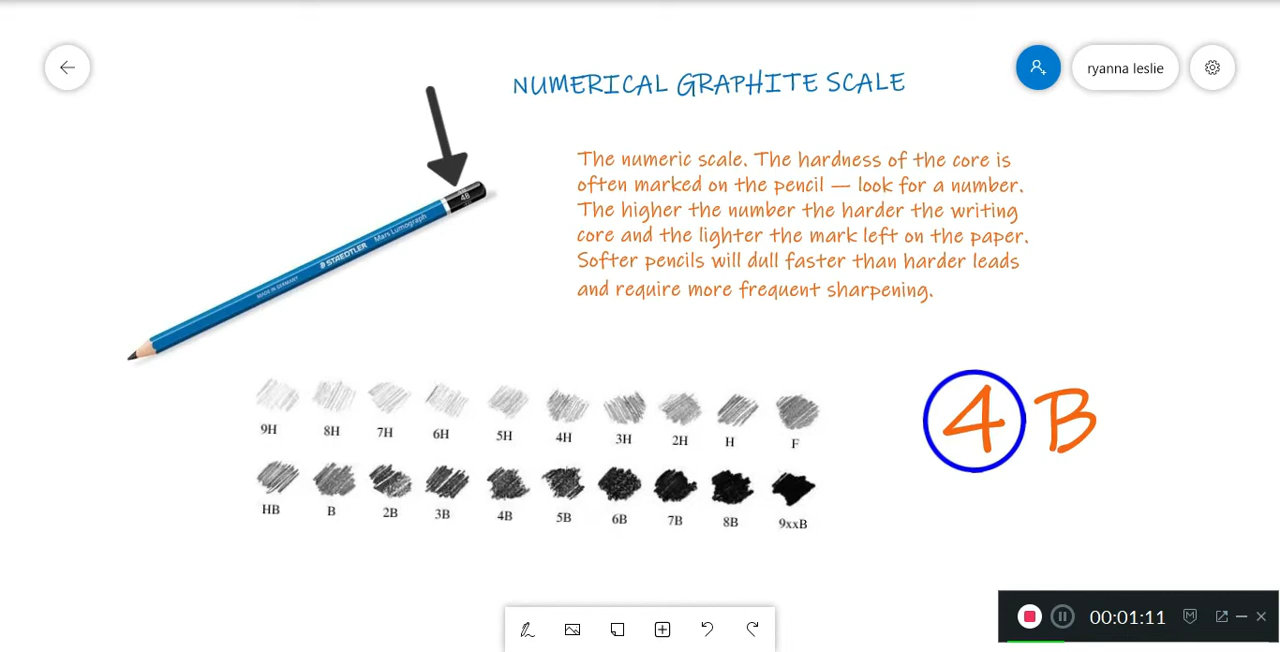 ryanna leslie
NUMERICAL GRAPHITE SCALE
The numeric scale. The hardness of the core is
often marked on the pencil — look for a number.
The higher the number the harder the writing
core and the lighter the mark left on the paper.
Softer pencils will dull faster than harder leads
and require more frequent sharpening.
4B
MADE IN GERMANY STAEDTLER Mars Lumograph
9H 8H 7H 6H 5H 4H 3H 2H H F
HB B 2B 3B 4B 5B 6B 7B 8B 9xxB
4B
00:01:11